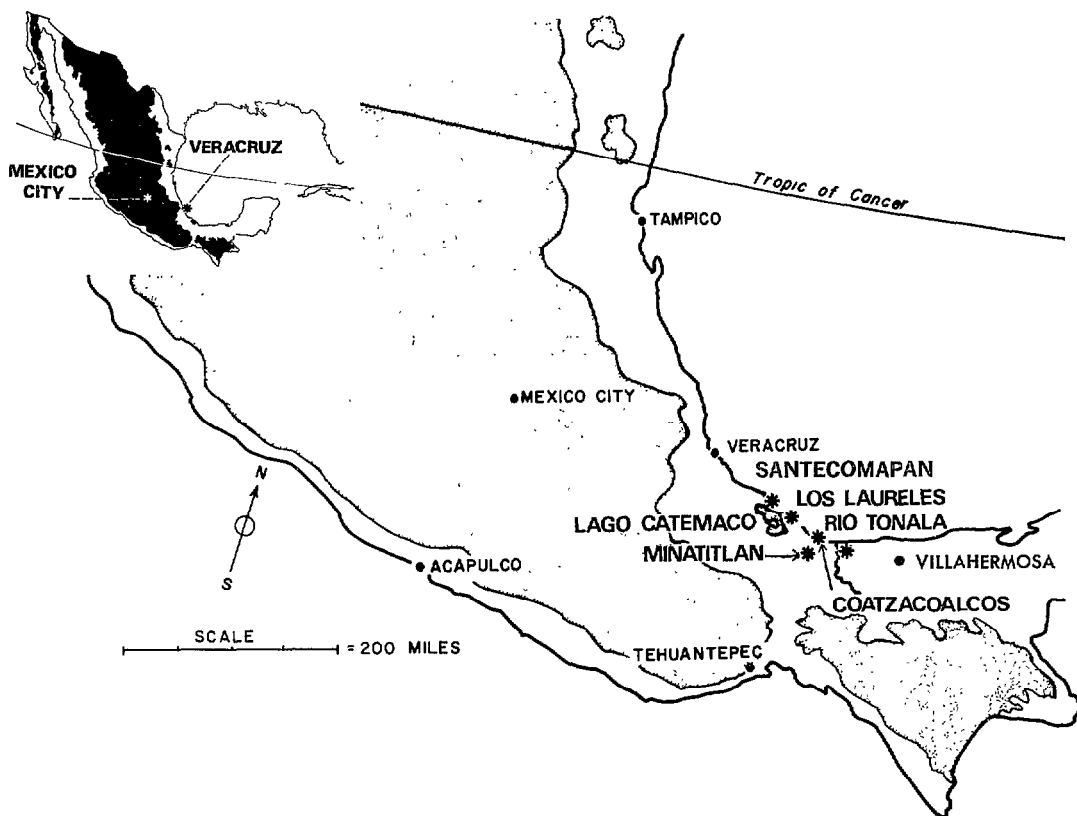 VERACRUZ
MEXICO
CITY
Tropic of Cancer
TAMPICO
MEXICO CITY
VERACRUZ
SANTECOMAPAN
LOS LAURELES
LAGO CATEMACO
RIO TONALA
MINATITLAN
VILLAHERMOSA
COATZACOALCOS
N
S
ACAPULCO
SCALE
= 200 MILES
TEHUANTEPEC